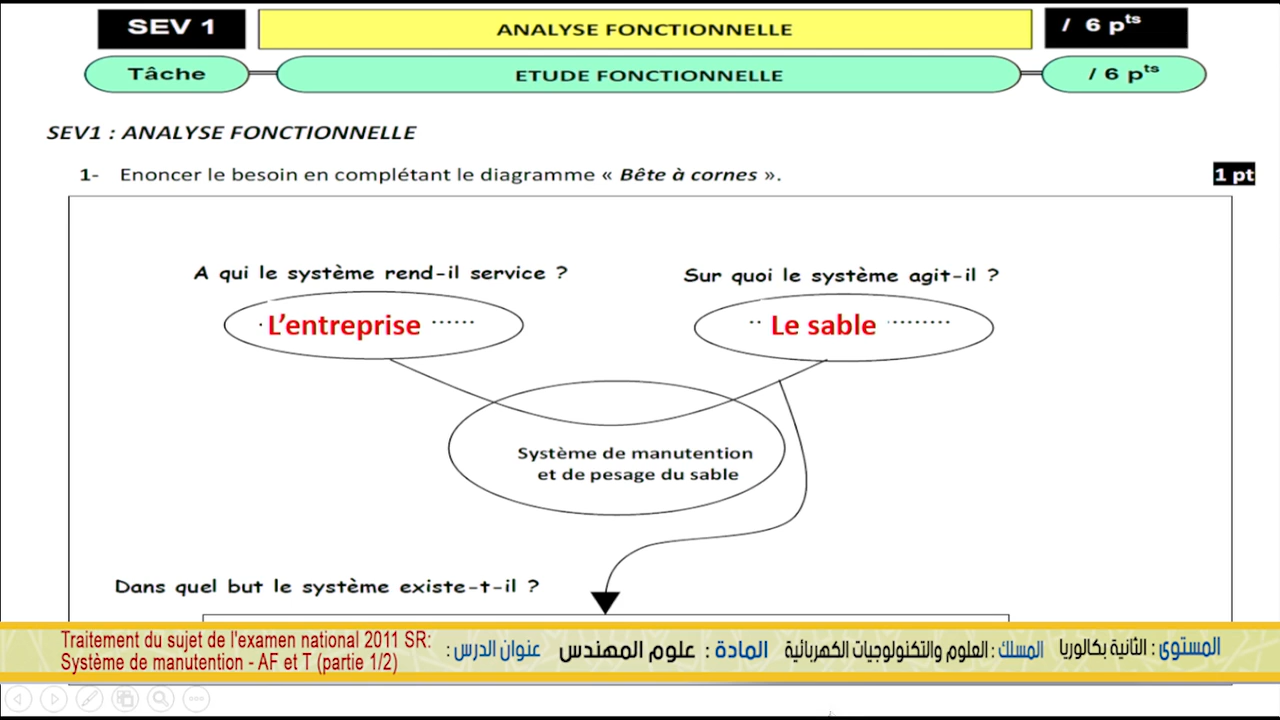 SEV 1
ANALYSE FONCTIONNELLE
/ 6 pts
Tâche
ETUDE FONCTIONNELLE
/ 6 pts
SEV1 : ANALYSE FONCTIONNELLE
1- Enoncer le besoin en complétant le diagramme « Bête à cornes ».
1 pt
A qui le système rend-il service ?
Sur quoi le système agit-il ?
L'entreprise ......
.. Le sable .........
Système de manutention
et de pesage du sable
Dans quel but le système existe-t-il ?
Traitement du sujet de l'examen national 2011 SR:
Système de manutention - AF et T (partie 1/2)
المستوى : الثانية بكالوريا المسلك : العلوم والتكنولوجيات الكهربائية المادة : علوم المهندس عنوان الدرس :